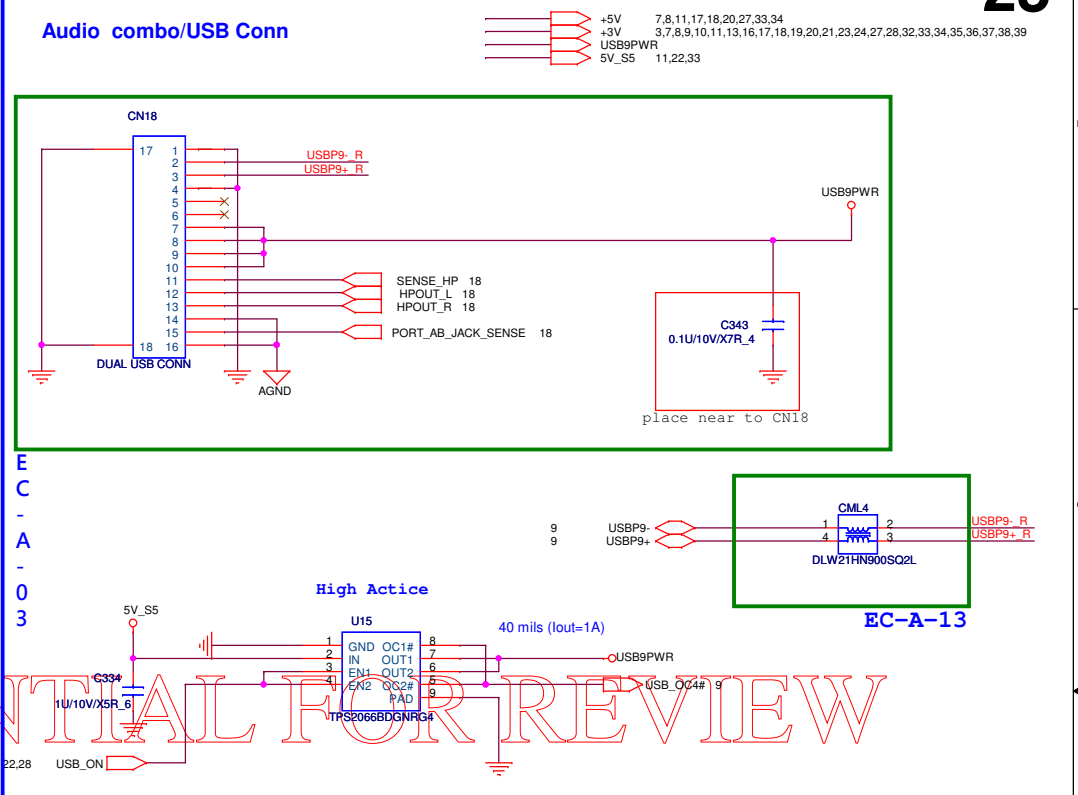 Audio combo/USB Conn
+5V 7,8,11,17,18,20,27,33,34
+3V 3,7,8,9,10,11,13,16,17,18,19,20,21,23,24,27,28,32,33,34,35,36,37,38,39
USB9PWR
5V_S5 11,22,33
CN18
17 1
2 USBP9-_R
3 USBP9+_R
4
5
6
7
8
9
10
11 SENSE_HP 18
12 HPOUT_L 18
13 HPOUT_R 18
14
15 PORT_AB_JACK_SENSE 18
18 16
DUAL USB CONN
AGND
USB9PWR
C343
0.1U/10V/X7R_4
place near to CN18
E
C
-
A
-
0
3
CML4
9 USBP9- 1 2 USBP9-_R
9 USBP9+ 4 3 USBP9+_R
DLW21HN900SQ2L
EC-A-13
High Actice
5V_S5
U15
40 mils (Iout=1A)
1 GND OC1# 8
2 IN OUT1 7 USB9PWR
3 EN1 OUT2 6
4 EN2 OC2# 5 USB_OC4# 9
PAD 9
TPS2066BDGNRG4
C334
1U/10V/X5R_6
NTIAL FOR REVIEW
22,28 USB_ON